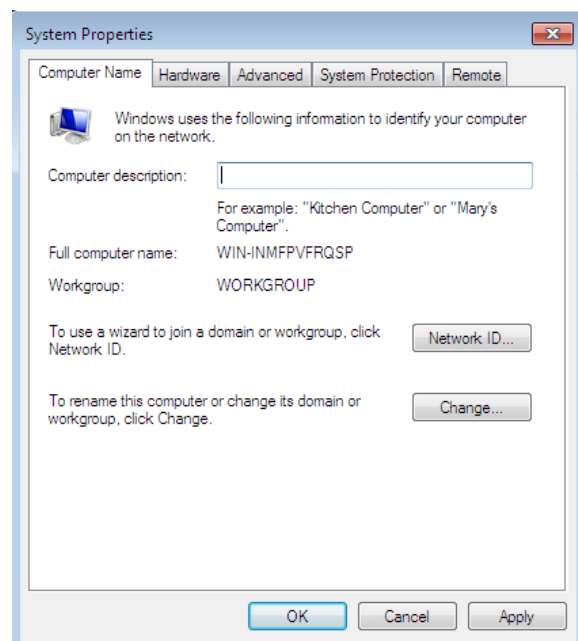 System Properties
Computer Name Hardware Advanced System Protection Remote
Windows uses the following information to identify your computer
on the network.
Computer description:
For example: "Kitchen Computer" or "Mary's
Computer".
Full computer name: WIN-INMFPVFRQSP
Workgroup: WORKGROUP
To use a wizard to join a domain or workgroup, click
Network ID.
Network ID...
To rename this computer or change its domain or
workgroup, click Change.
Change...
OK Cancel Apply